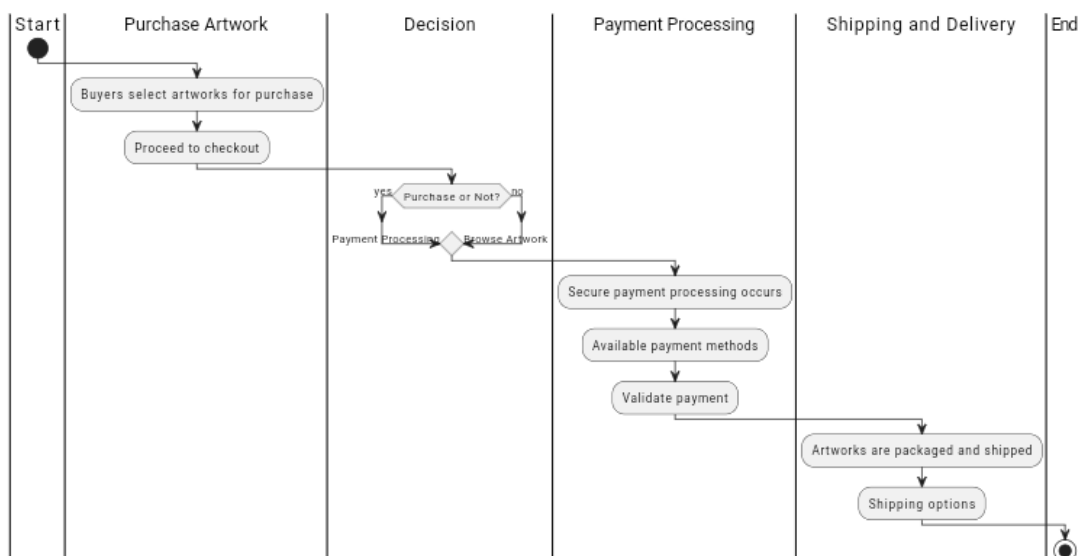 Start
Purchase Artwork
Decision
Payment Processing
Shipping and Delivery
End
Buyers select artworks for purchase
Proceed to checkout
yes
Purchase or Not?
no
Payment Processing
Browse Artwork
Secure payment processing occurs
Available payment methods
Validate payment
Artworks are packaged and shipped
Shipping options